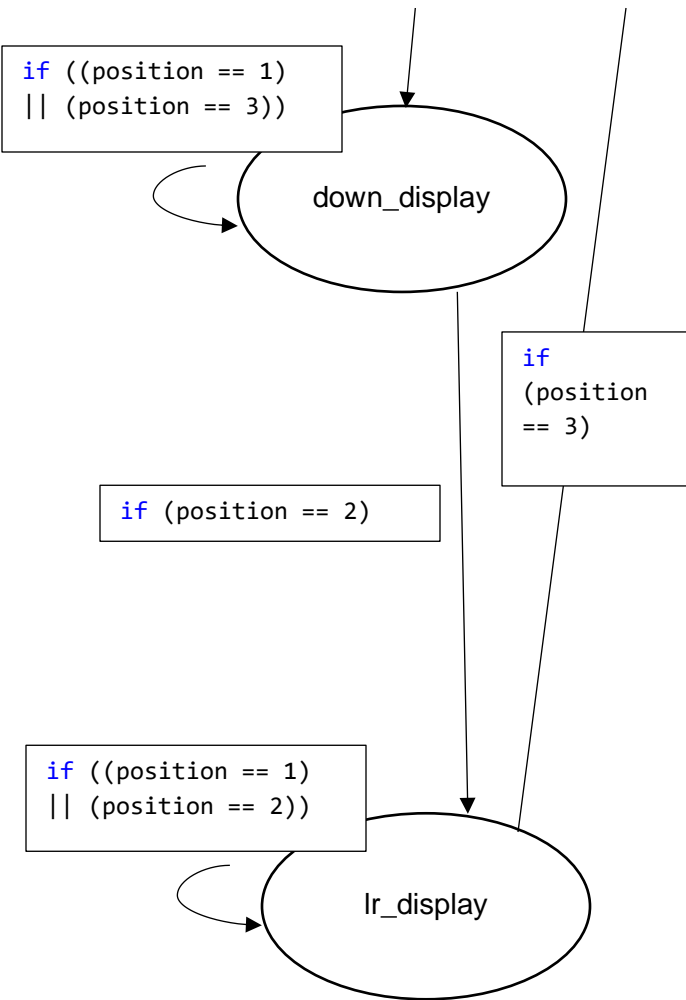 if ((position == 1)
|| (position == 3))
down_display
if
(position
== 3)
if (position == 2)
if ((position == 1)
|| (position == 2))
lr_display